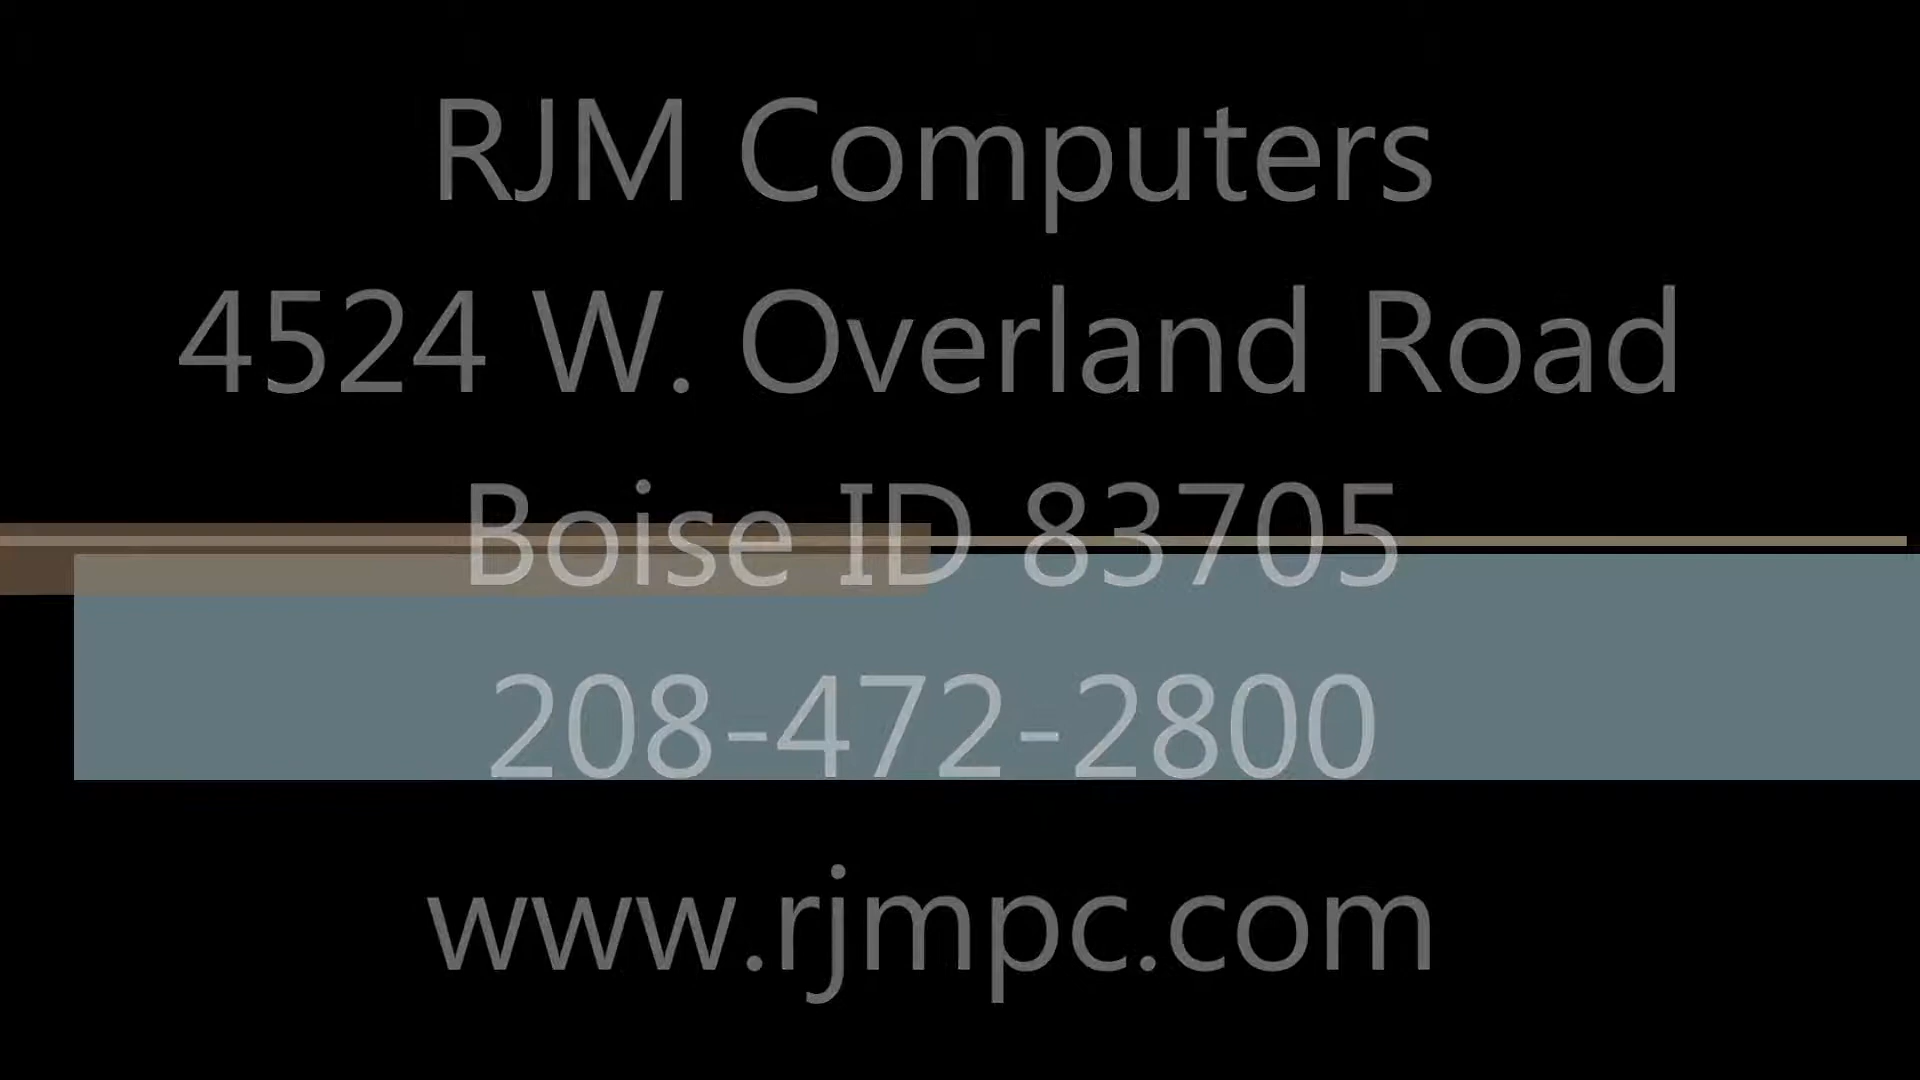 RJM Computers
4524 W. Overland Road
Boise ID 83705
208-472-2800
www.rjmpc.com